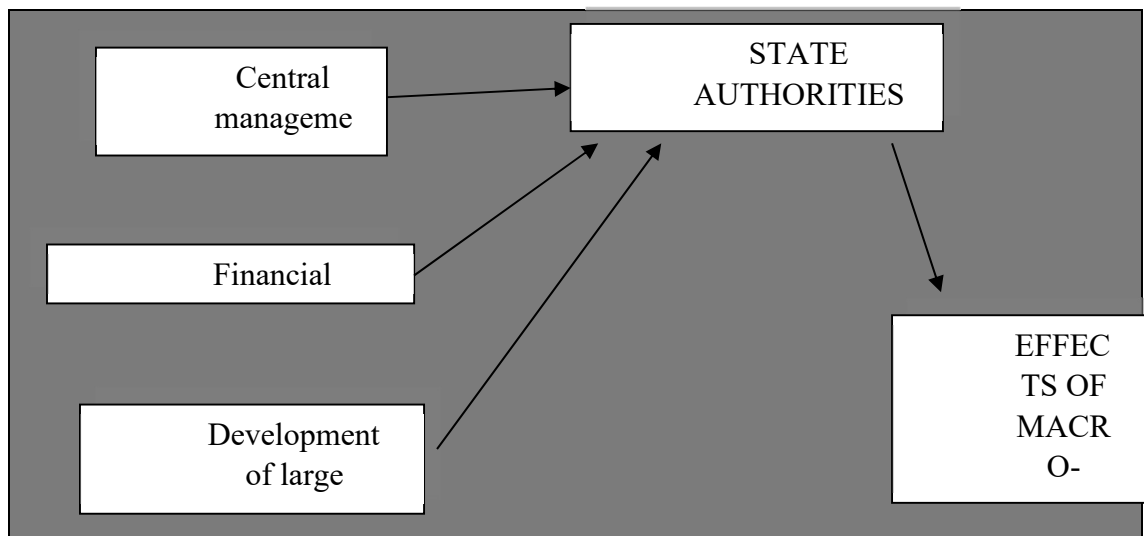 Central
manageme
STATE
AUTHORITIES
Financial
Development
of large
EFFEC
TS OF
MACR
O-